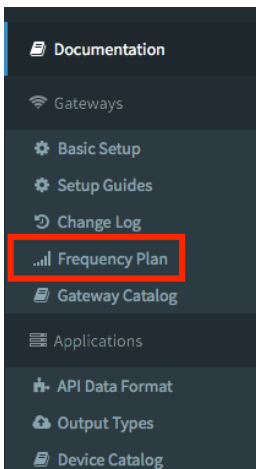 Documentation
Gateways
Basic Setup
Setup Guides
Change Log
Frequency Plan
Gateway Catalog
Applications
API Data Format
Output Types
Device Catalog